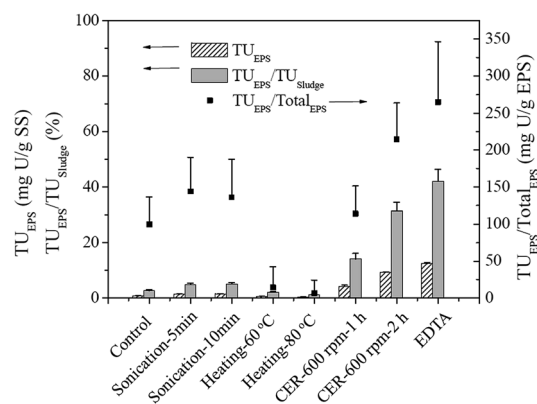 TU_EPS (mg U/g SS)
TU_EPS/TU_Sludge (%)
100
80
60
40
20
0
TU_EPS
TU_EPS/TU_Sludge
TU_EPS/Total_EPS
350
300
250
200
150
100
50
0
TU_EPS/Total_EPS (mg U/g EPS)
Control
Sonication-5min
Sonication-10min
Heating-60 °C
Heating-80 °C
CER-600 rpm-1 h
CER-600 rpm-2 h
EDTA